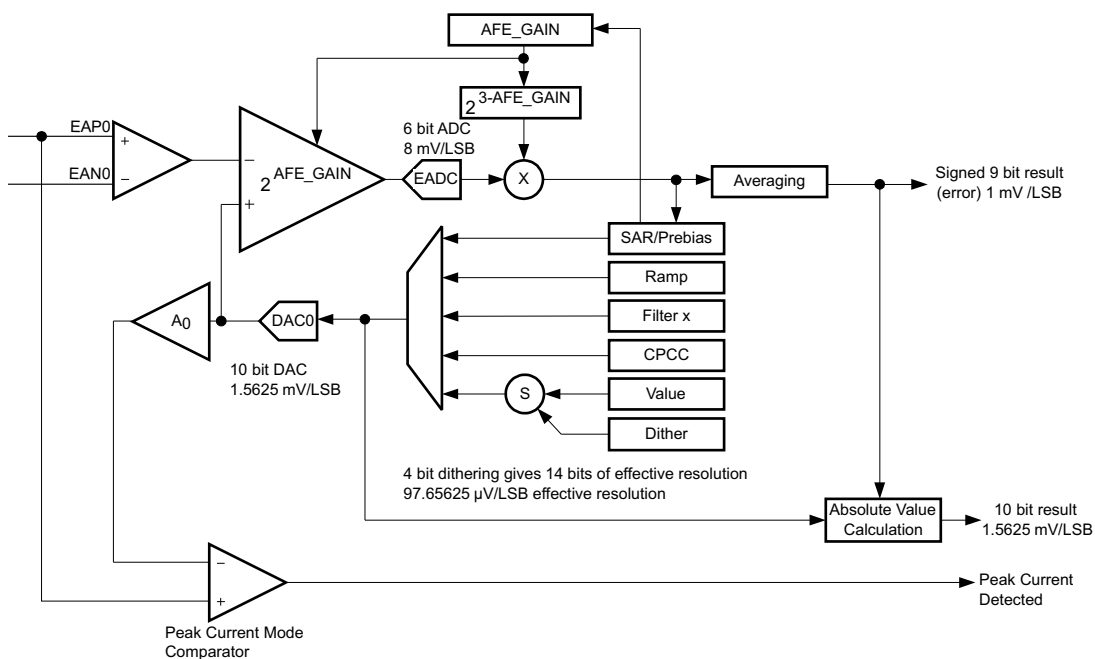 AFE_GAIN
2 3-AFE_GAIN
6 bit ADC
8 mV/LSB
EAP0
EAN0
+
−
−
2 AFE_GAIN
+
EADC
X
Averaging
Signed 9 bit result
(error) 1 mV /LSB
SAR/Prebias
Ramp
Filter x
CPCC
Value
Dither
S
A0
DAC0
10 bit DAC
1.5625 mV/LSB
4 bit dithering gives 14 bits of effective resolution
97.65625 μV/LSB effective resolution
Absolute Value
Calculation
10 bit result
1.5625 mV/LSB
−
+
Peak Current
Detected
Peak Current Mode
Comparator